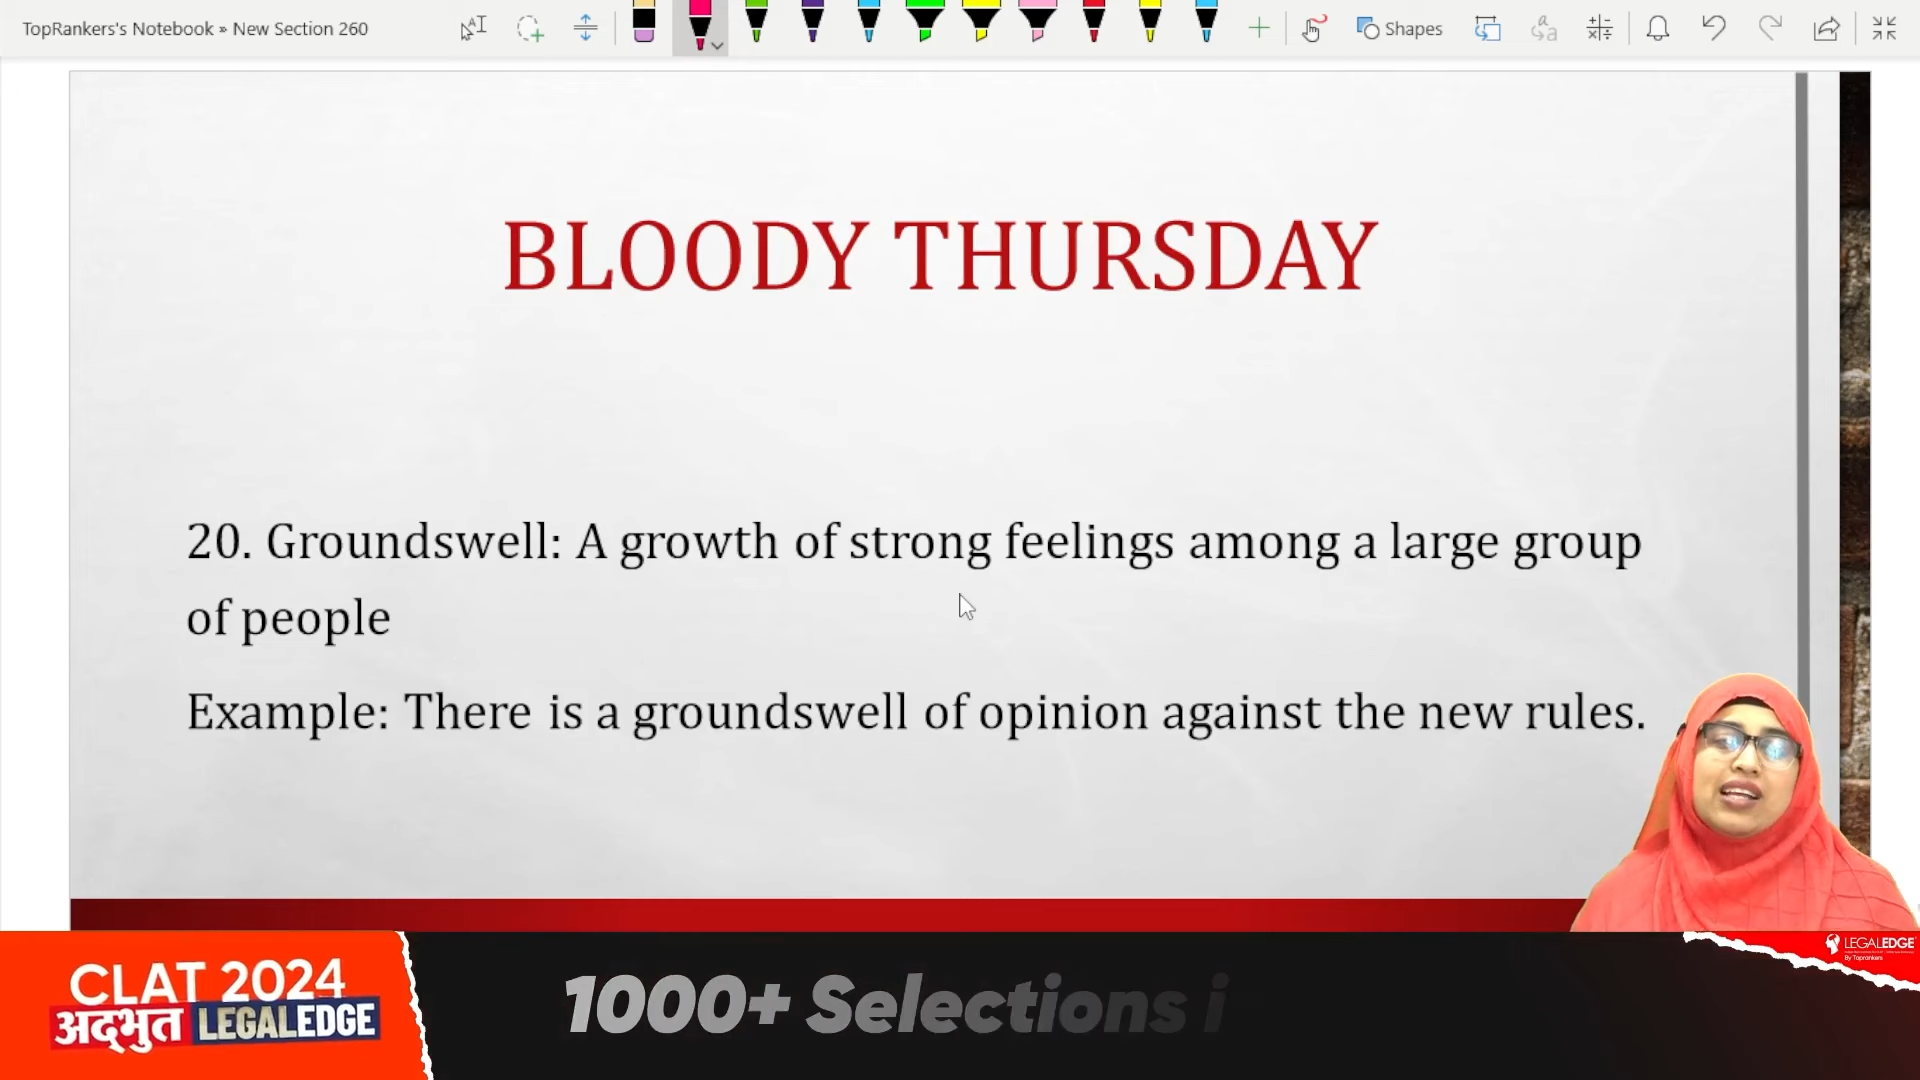 TopRankers's Notebook » New Section 260
Shapes
BLOODY THURSDAY
20. Groundswell: A growth of strong feelings among a large group
of people
Example: There is a groundswell of opinion against the new rules.
CLAT 2024
अद्भुत LEGALEDGE
1000+ Selections i
LEGALEDGE
By Toprankers